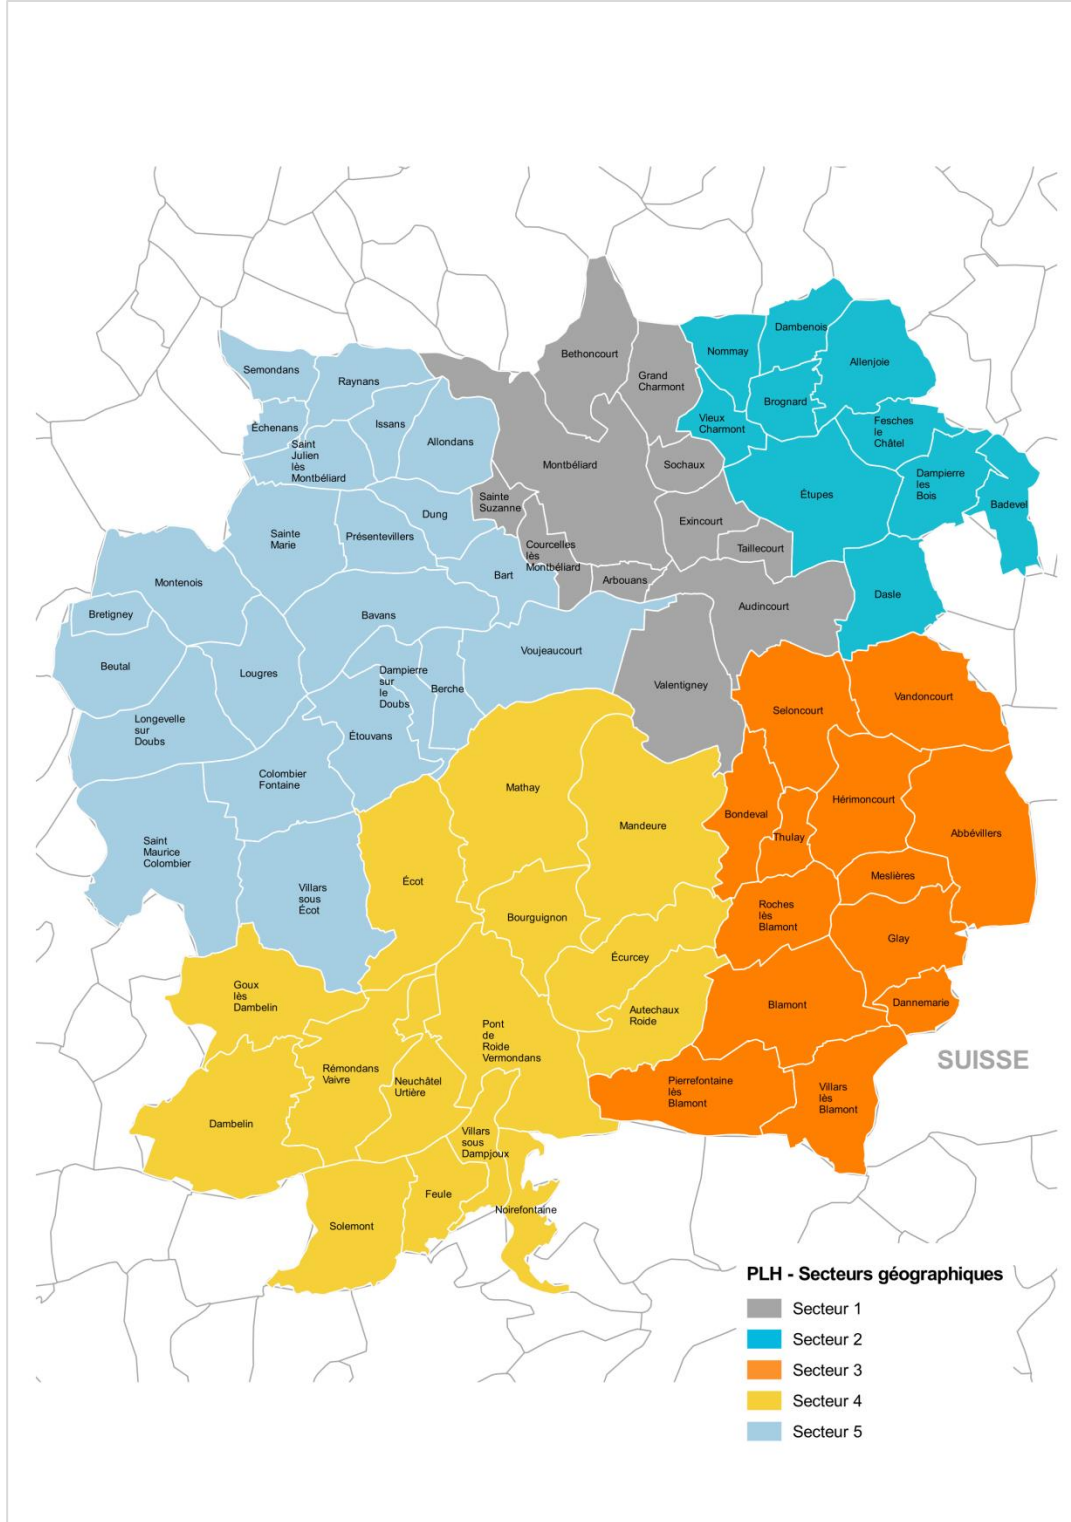 Dambenois
Bethoncourt
Nommay
Allenjoie
Semondans
Raynans
Grand
Charmont
Brognard
Échenans
Issans
Allondans
Vieux
Charmont
Fesches
le
Châtel
Saint
Julien
lès
Montbéliard
Montbéliard
Sochaux
Dampierre
les
Bois
Étupes
Badevel
Sainte
Suzanne
Dung
Exincourt
Sainte
Marie
Présentevillers
Courcelles
lès
Montbéliard
Taillecourt
Bart
Arbouans
Montenois
Dasle
Audincourt
Bretigney
Bavans
Voujeaucourt
Beutal
Lougres
Dampierre
sur
le
Doubs
Berche
Valentigney
Vandoncourt
Seloncourt
Longevelle
sur
Doubs
Étouvans
Colombier
Fontaine
Mathay
Hérimoncourt
Bondeval
Mandeure
Thulay
Abbévillers
Saint
Maurice
Colombier
Écot
Meslières
Villars
sous
Écot
Bourguignon
Roches
lès
Blamont
Glay
Écurcey
Goux
lès
Dambelin
Blamont
Dannemarie
Autechaux
Roide
Pont
de
Roide
Vermondans
SUISSE
Rémondans
Vaivre
Neuchâtel
Urtière
Pierrefontaine
lès
Blamont
Villars
lès
Blamont
Dambelin
Villars
sous
Dampjoux
Feule
Noirefontaine
Solemont
PLH - Secteurs géographiques
Secteur 1
Secteur 2
Secteur 3
Secteur 4
Secteur 5